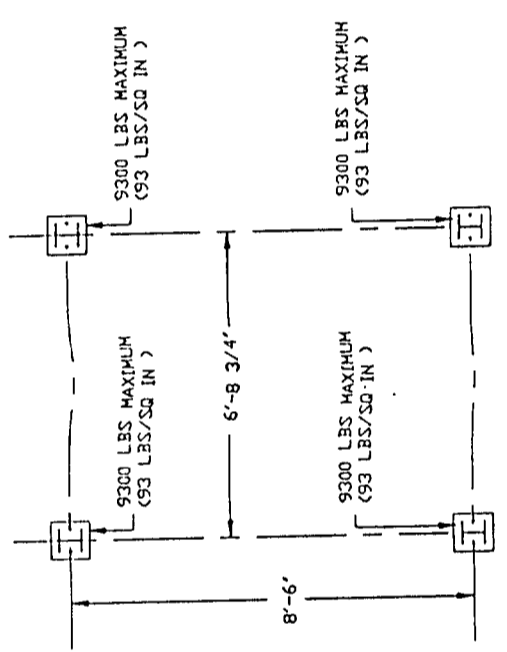 9300 LBS MAXIMUM
(93 LBS/SQ IN )
9300 LBS MAXIMUM
(93 LBS/SQ IN )
9300 LBS MAXIMUM
(93 LBS/SQ IN )
9300 LBS MAXIMUM
(93 LBS/SQ IN )
6'-8 3/4'
8'-6'